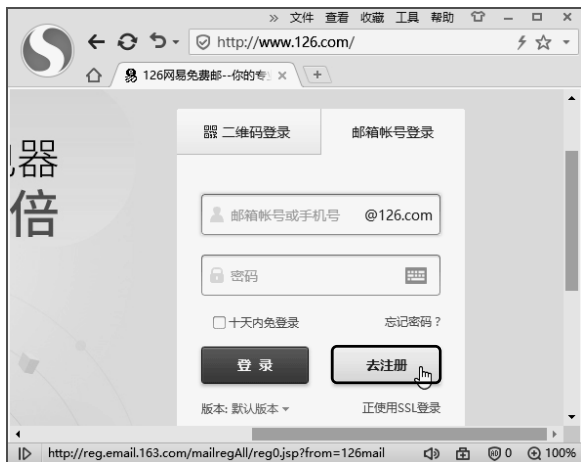 » 文件 查看 收藏 工具 帮助
http://www.126.com/
126网易免费邮--你的专
二维码登录 邮箱帐号登录
器
倍
邮箱帐号或手机号 @126.com
密码
十天内免登录 忘记密码？
登 录 去注册
版本: 默认版本 正使用SSL登录
http://reg.email.163.com/mailregAll/reg0.jsp?from=126mail 0 100%